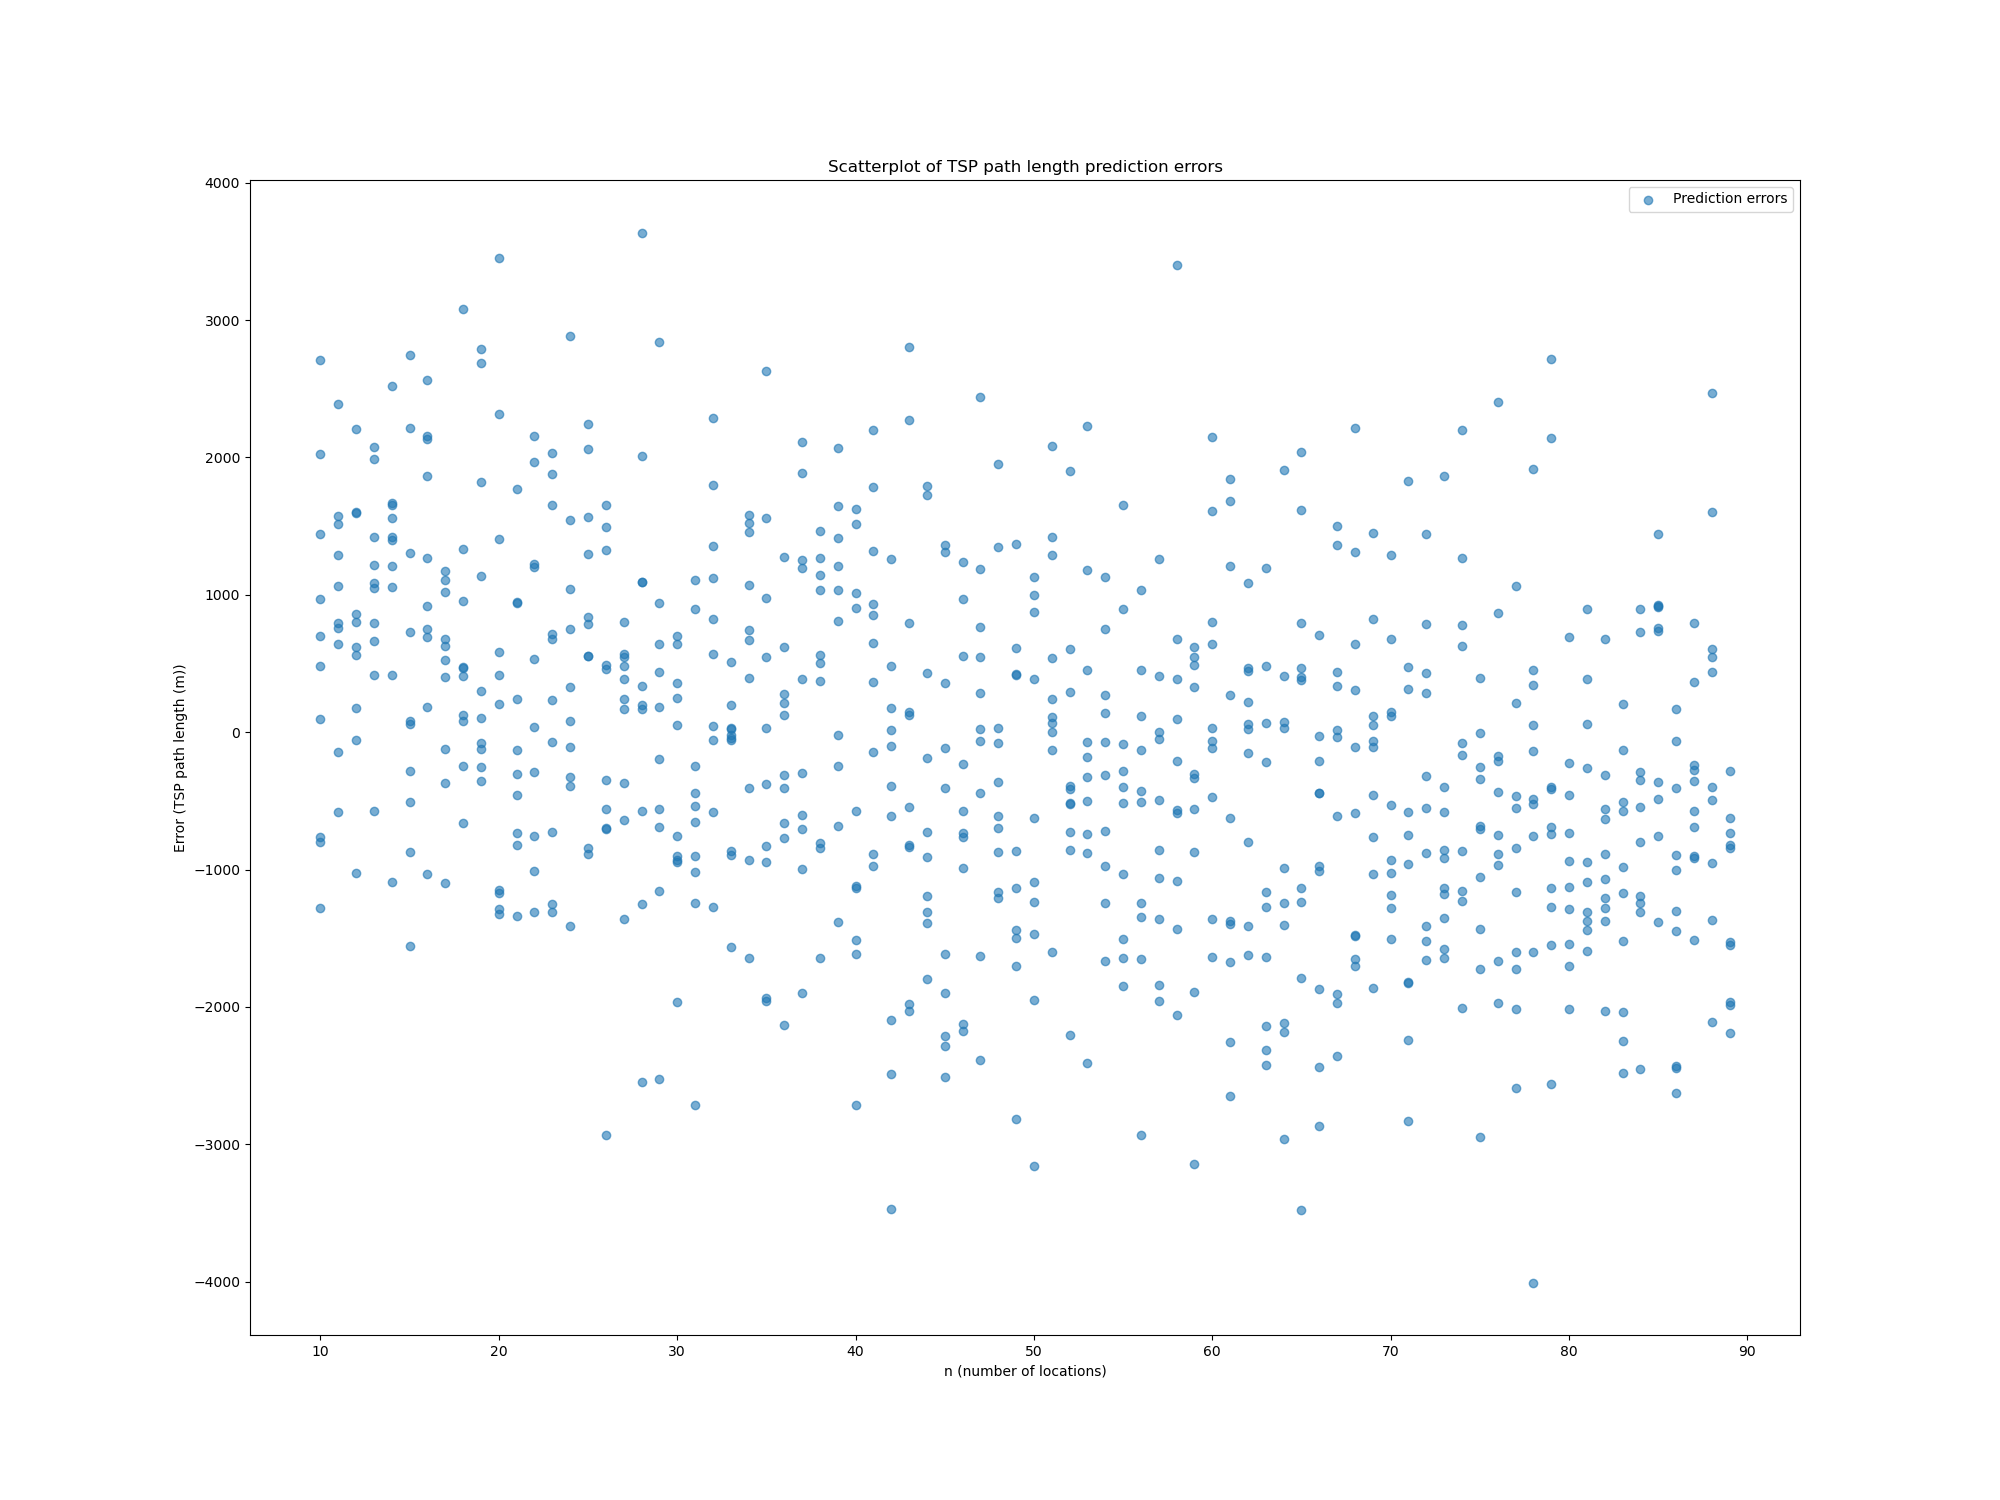 Scatterplot of TSP path length prediction errors
Prediction errors
4000
3000
2000
1000
0
−1000
−2000
−3000
−4000
Error (TSP path length (m))
10 20 30 40 50 60 70 80 90
n (number of locations)